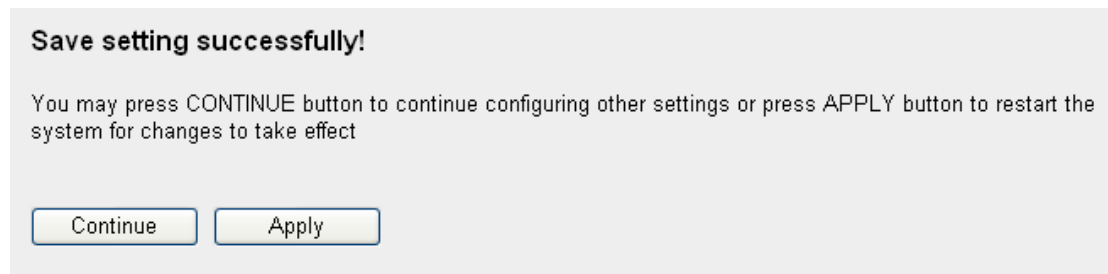 Save setting successfully!
You may press CONTINUE button to continue configuring other settings or press APPLY button to restart the
system for changes to take effect
Continue Apply